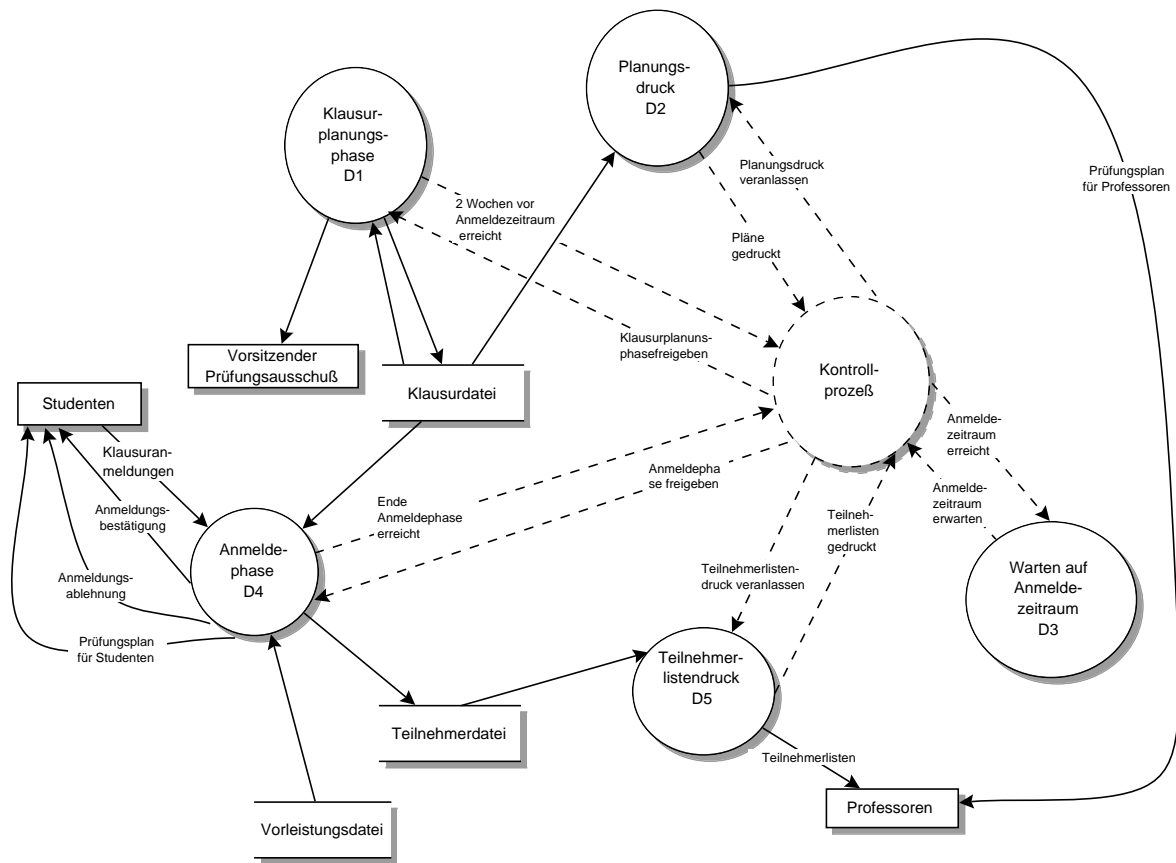 Planungs-
druck
D2
Klausur-
planungs-
phase
D1
Planungsdruck
veranlassen
Prüfungsplan
für Professoren
2 Wochen vor
Anmeldezeitraum
erreicht
Pläne
gedruckt
Klausurplanuns-
phasefreigeben
Vorsitzender
Prüfungsausschuß
Klausurdatei
Kontroll-
prozeß
Studenten
Klausuran-
meldungen
Anmelde-
zeitraum
erreicht
Anmeldepha
se freigeben
Anmelde-
zeitraum
erwarten
Anmeldungs-
bestätigung
Ende
Anmeldephase
erreicht
Teilneh-
merlisten
gedruckt
Anmelde-
phase
D4
Warten auf
Anmelde-
zeitraum
D3
Anmeldungs-
ablehnung
Teilnehmerlisten-
druck veranlassen
Prüfungsplan
für Studenten
Teilnehmer-
listendruck
D5
Teilnehmerdatei
Teilnehmerlisten
Professoren
Vorleistungsdatei